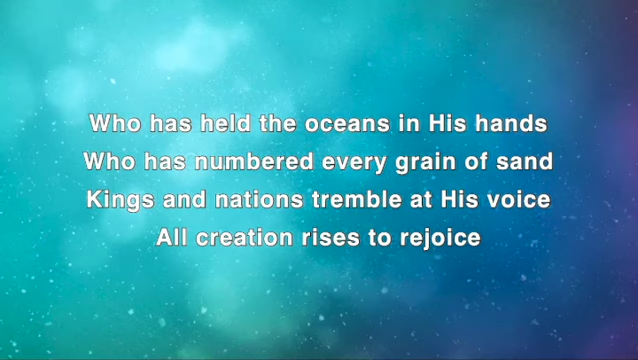 Who has held the oceans in His hands
Who has numbered every grain of sand
Kings and nations tremble at His voice
All creation rises to rejoice